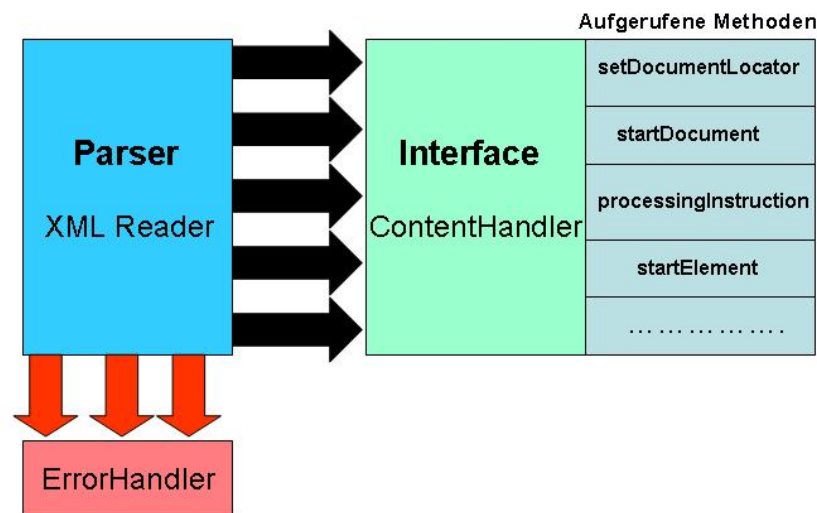 Aufgerufene Methoden
Parser
XML Reader
Interface
ContentHandler
setDocumentLocator
startDocument
processingInstruction
startElement
…………….
ErrorHandler